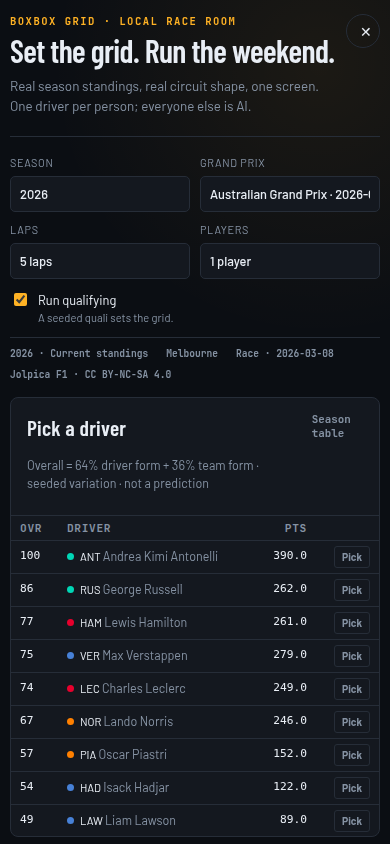 BOXBOX GRID · LOCAL RACE ROOM
×
Set the grid. Run the weekend.
Real season standings, real circuit shape, one screen.
One driver per person; everyone else is AI.
SEASON
GRAND PRIX
2026
Australian Grand Prix · 2026-
LAPS
PLAYERS
5 laps
1 player
Run qualifying
A seeded quali sets the grid.
2026 · Current standings Melbourne Race · 2026-03-08
Jolpica F1 · CC BY-NC-SA 4.0
Pick a driver
Season
table
Overall = 64% driver form + 36% team form ·
seeded variation · not a prediction
OVR DRIVER PTS
100 ANT Andrea Kimi Antonelli 390.0 Pick
86 RUS George Russell 262.0 Pick
77 HAM Lewis Hamilton 261.0 Pick
75 VER Max Verstappen 279.0 Pick
74 LEC Charles Leclerc 249.0 Pick
67 NOR Lando Norris 246.0 Pick
57 PIA Oscar Piastri 152.0 Pick
54 HAD Isack Hadjar 122.0 Pick
49 LAW Liam Lawson 89.0 Pick